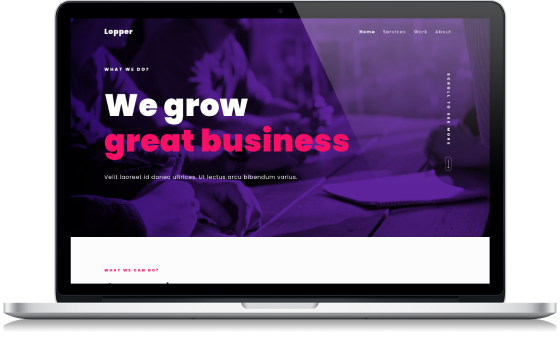 Lopper
Home Services Work About
WHAT WE DO?
SCROLL TO SEE MORE
We grow
great business
Velit laoreet id donec ultrices. Ut lectus arcu bibendum varius.
WHAT WE CAN DO?